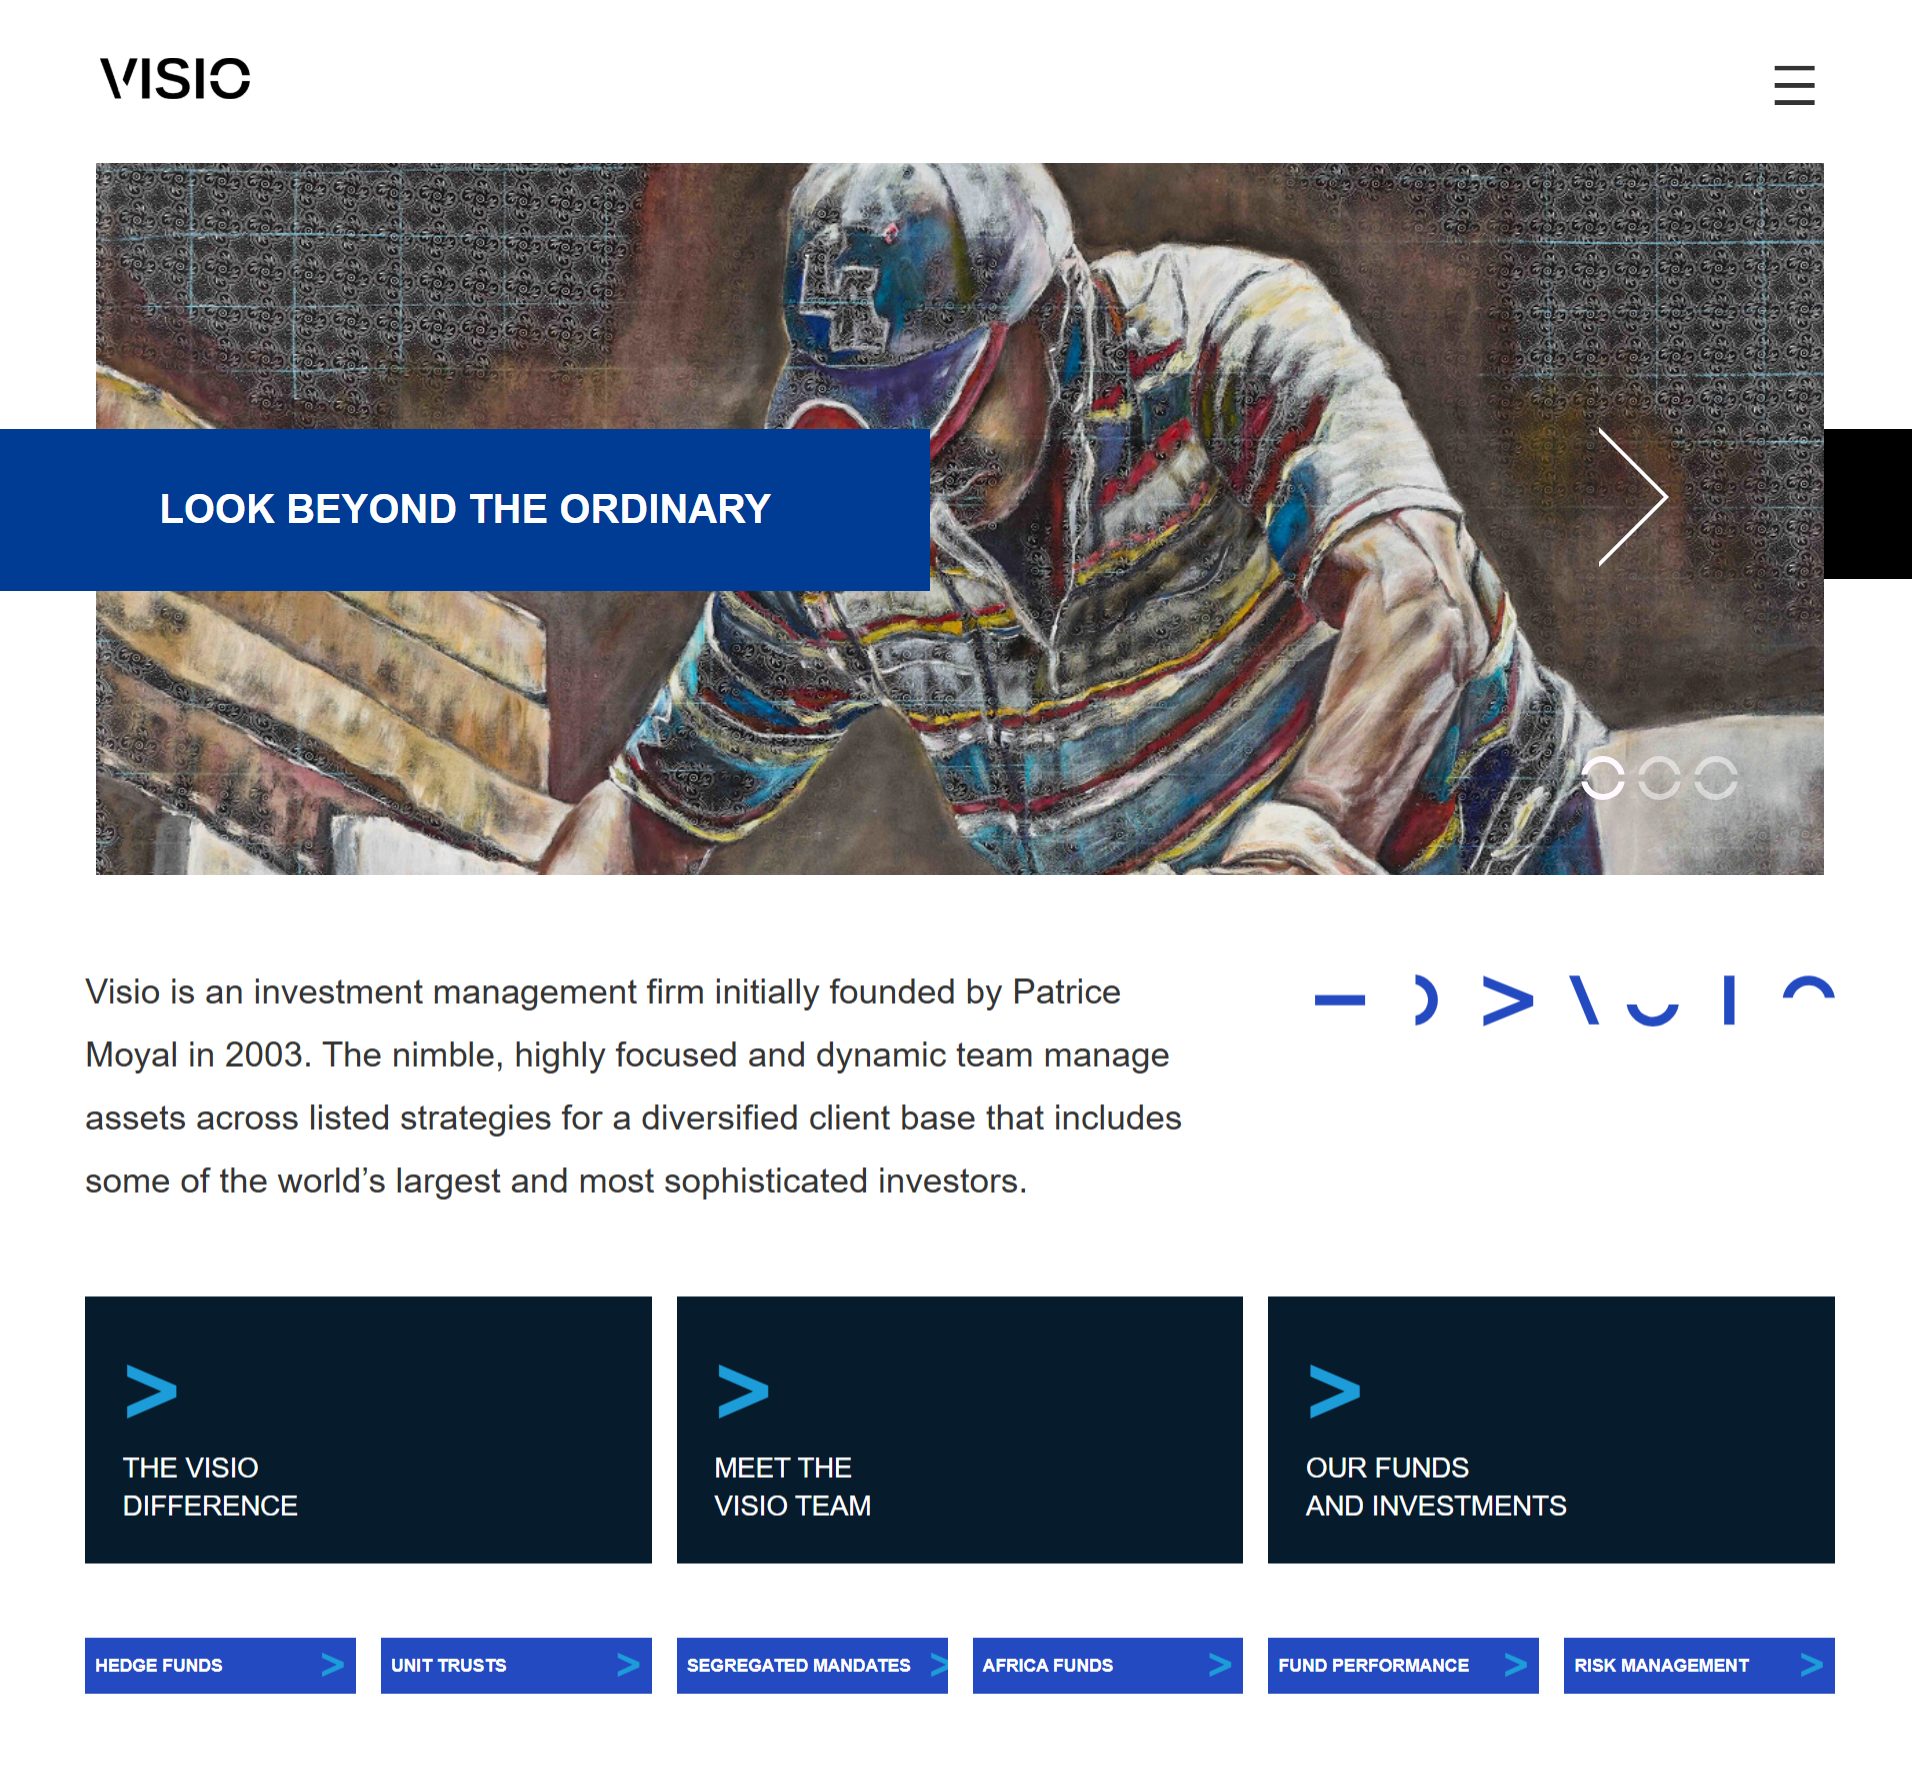 VISIO
LOOK BEYOND THE ORDINARY
Visio is an investment management firm initially founded by Patrice
Moyal in 2003. The nimble, highly focused and dynamic team manage
assets across listed strategies for a diversified client base that includes
some of the world’s largest and most sophisticated investors.
THE VISIO
DIFFERENCE
MEET THE
VISIO TEAM
OUR FUNDS
AND INVESTMENTS
HEDGE FUNDS
UNIT TRUSTS
SEGREGATED MANDATES
AFRICA FUNDS
FUND PERFORMANCE
RISK MANAGEMENT